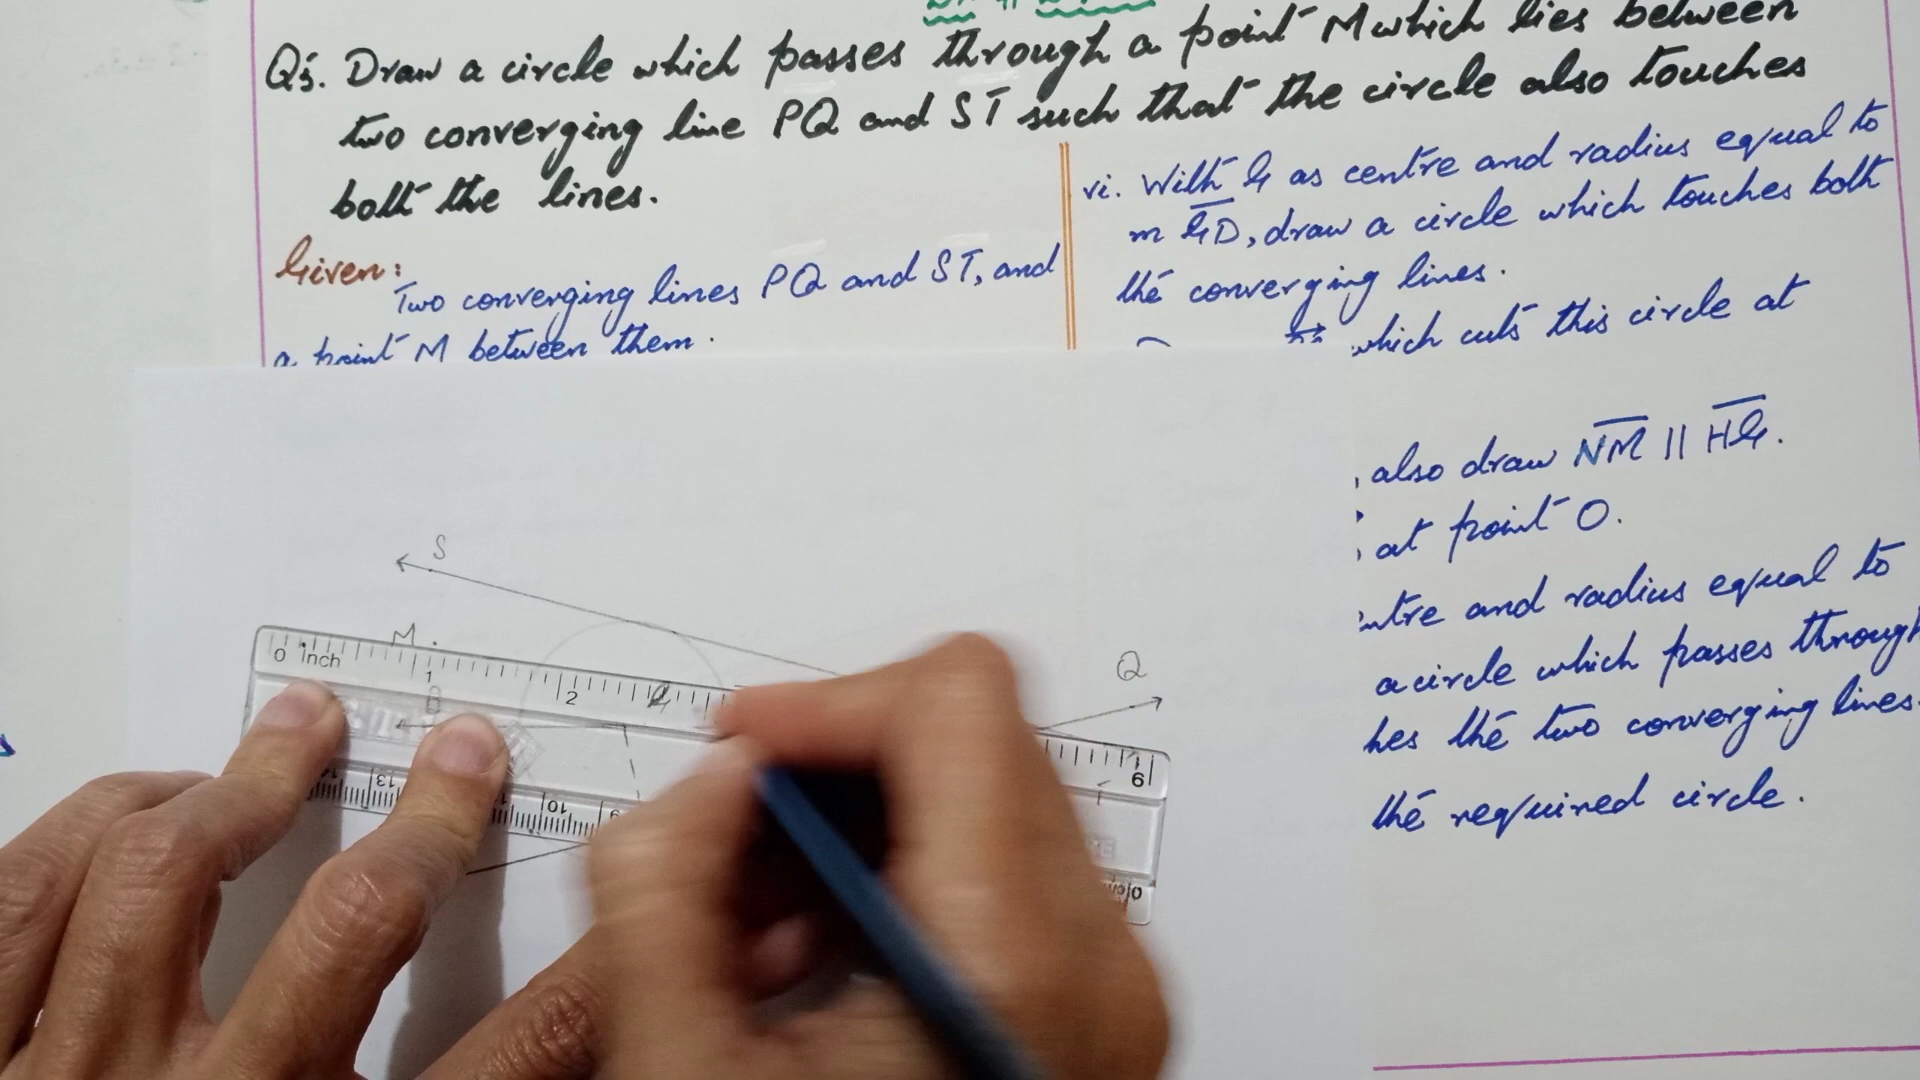 Q5. Draw a circle which passes through a point M which lies between
two converging line PQ and ST such that the circle also touches
both the lines.
Given:
Two converging lines PQ and ST, and
a point M between them.
vi. With G as centre and radius equal to
m GD, draw a circle which touches both
the converging lines.
which cuts this circle at
also draw NM || HG.
at point O.
and radius equal to
a circle which passes through
the two converging lines.
the required circle.
S
M
Q
G
0 inch 1 2 6
13 10 9 0